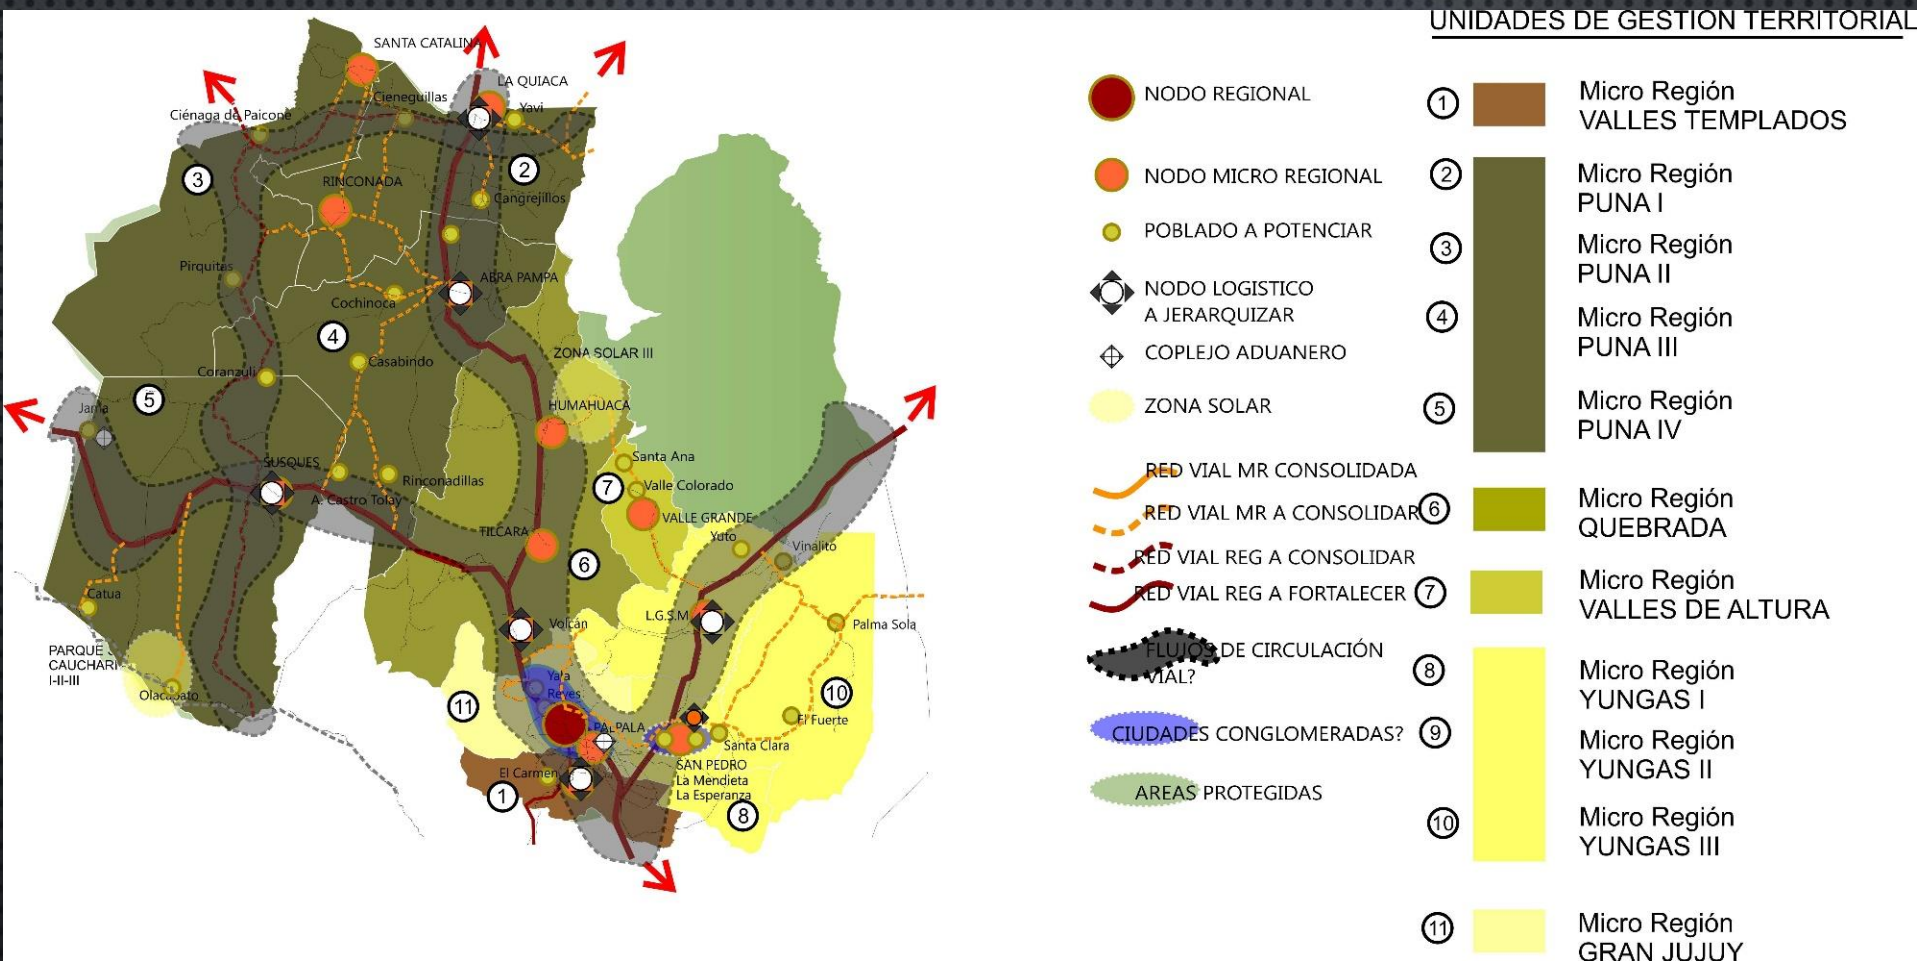 UNIDADES DE GESTION TERRITORIAL
SANTA CATALINA
LA QUIACA
Cieneguillas
Yavi
Ciénaga de Paicone
3
2
RINCONADA
Cangrejillos
Pirquitas
ABRA PAMPA
Cochinoca
4
ZONA SOLAR III
Casabindo
Coranzuli
5
Jama
HUMAHUACA
SUSQUES
Santa Ana
Rinconadillas
7
Valle Colorado
A. Castro Tolay
VALLE GRANDE
TILCARA
Yuto
Vinalito
6
Catua
L.G.S.M
Volcán
Palma Sola
PARQUE S
CAUCHARI
I-II-III
Olacapato
Yala
Reyes
10
11
PALPALA
El Fuerte
Santa Clara
El Carmen
SAN PEDRO
La Mendieta
La Esperanza
1
8
NODO REGIONAL
NODO MICRO REGIONAL
POBLADO A POTENCIAR
NODO LOGISTICO
A JERARQUIZAR
COPLEJO ADUANERO
ZONA SOLAR
RED VIAL MR CONSOLIDADA
RED VIAL MR A CONSOLIDAR
RED VIAL REG A CONSOLIDAR
RED VIAL REG A FORTALECER
FLUJOS DE CIRCULACIÓN
VIAL?
CIUDADES CONGLOMERADAS?
AREAS PROTEGIDAS
1 Micro Región
VALLES TEMPLADOS
2 Micro Región
PUNA I
3 Micro Región
PUNA II
4 Micro Región
PUNA III
5 Micro Región
PUNA IV
6 Micro Región
QUEBRADA
7 Micro Región
VALLES DE ALTURA
8 Micro Región
YUNGAS I
9 Micro Región
YUNGAS II
10 Micro Región
YUNGAS III
11 Micro Región
GRAN JUJUY